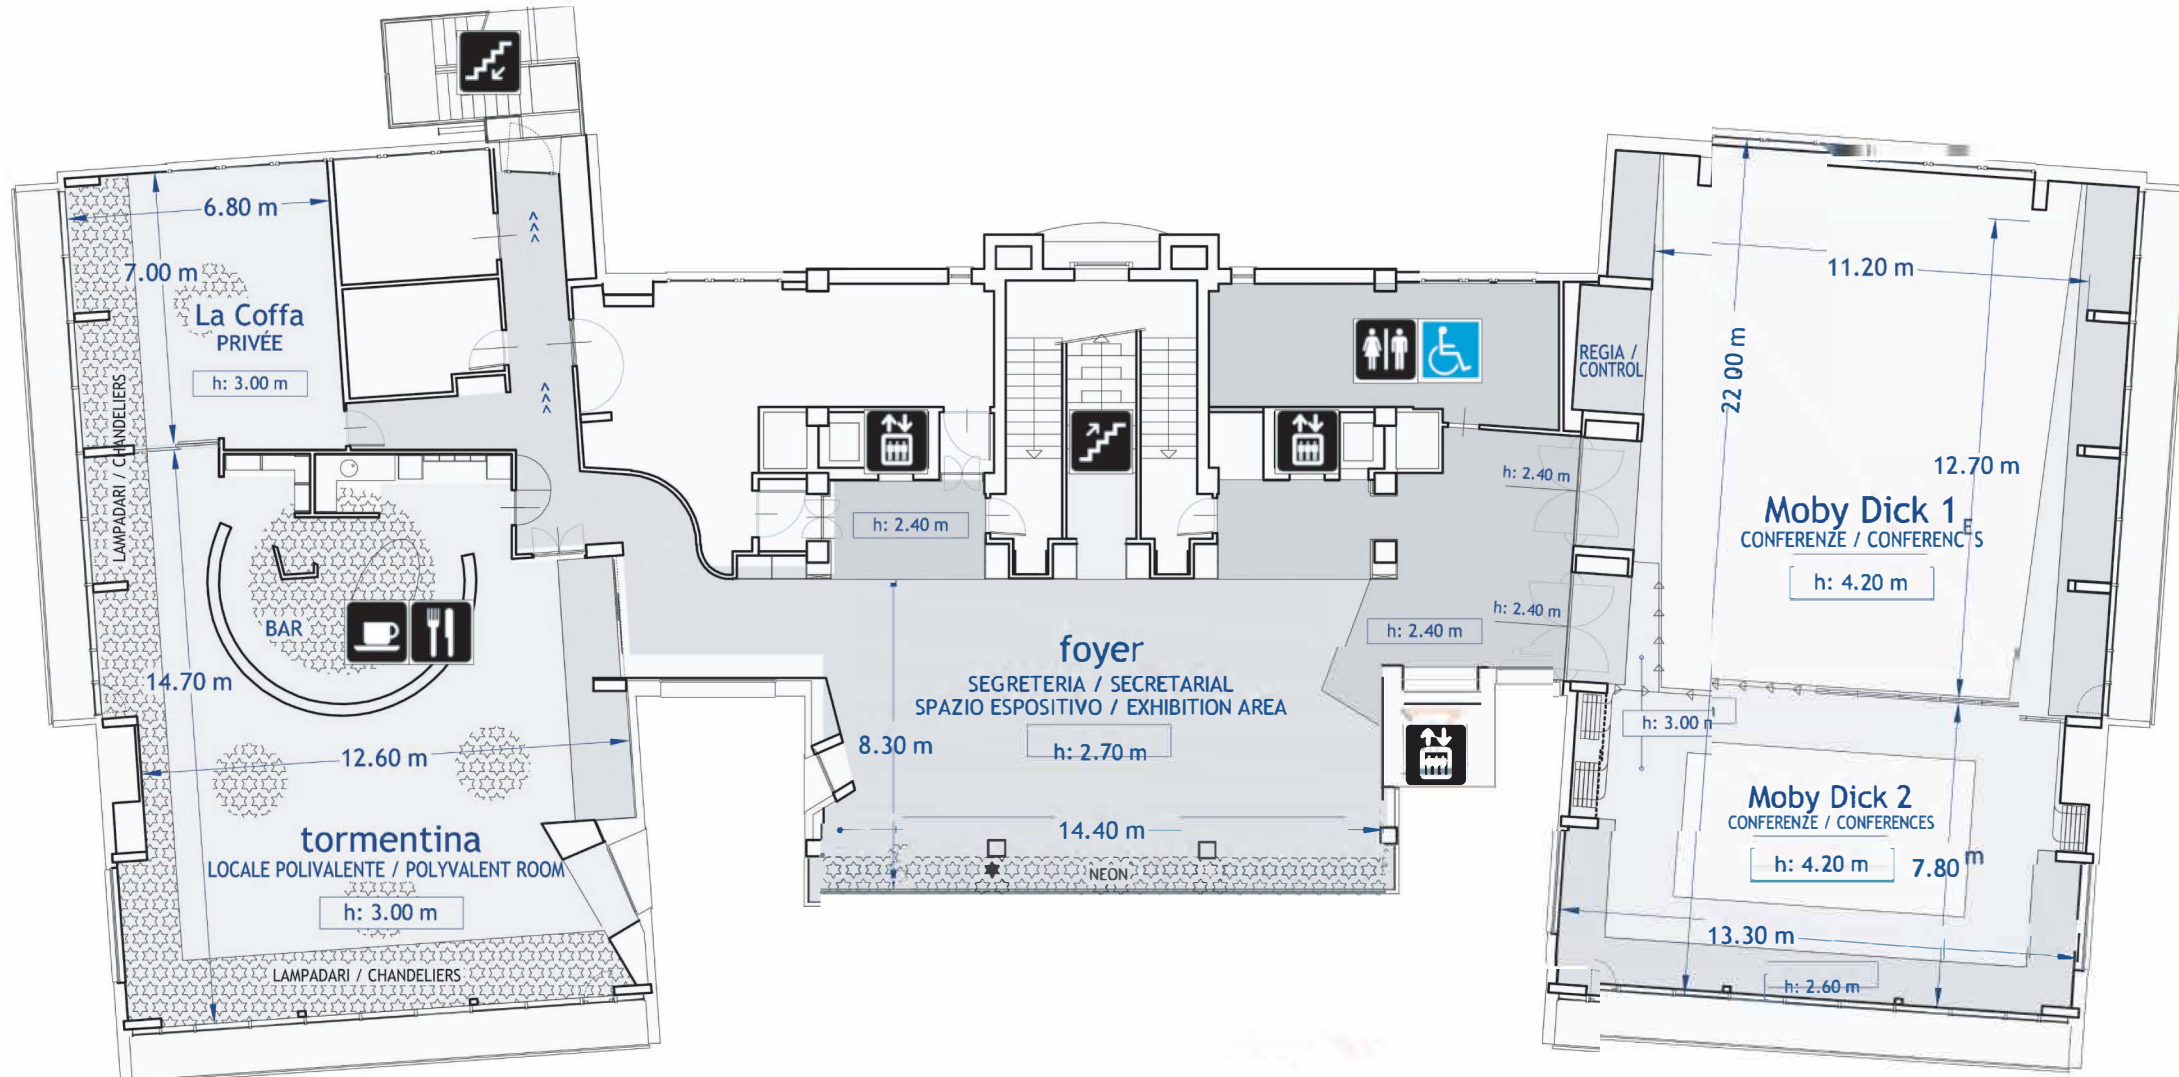 6.80 m
7.00 m
La Coffa
PRIVÉE
h: 3.00 m
LAMPADARI / CHANDELIERS
BAR
14.70 m
12.60 m
tormentina
LOCALE POLIVALENTE / POLYVALENT ROOM
h: 3.00 m
LAMPADARI / CHANDELIERS
h: 2.40 m
foyer
SEGRETERIA / SECRETARIAL
SPAZIO ESPOSITIVO / EXHIBITION AREA
h: 2.70 m
8.30 m
14.40 m
NEON
h: 2.40 m
h: 2.40 m
h: 2.40 m
REGIA /
CONTROL
11.20 m
22 00 m
12.70 m
Moby Dick 1
CONFERENZE / CONFERENCES
h: 4.20 m
h: 3.00 m
Moby Dick 2
CONFERENZE / CONFERENCES
h: 4.20 m
7.80 m
13.30 m
h: 2.60 m